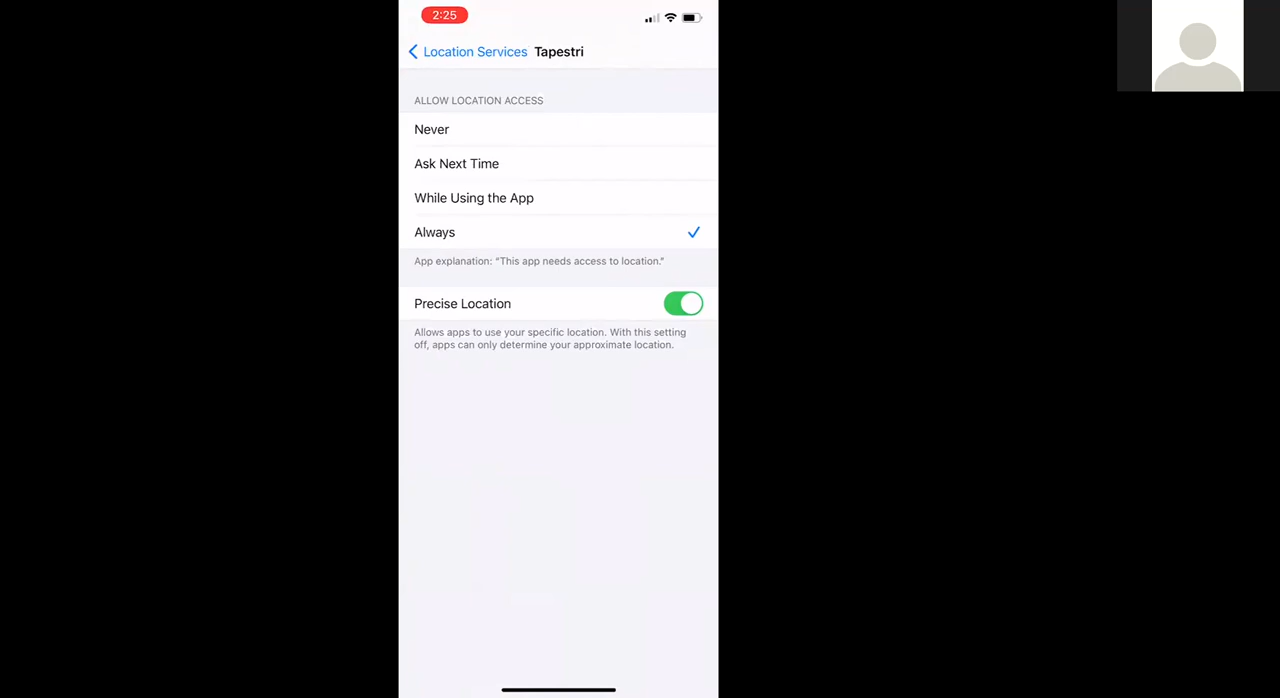 2:25
Location Services Tapestri
ALLOW LOCATION ACCESS
Never
Ask Next Time
While Using the App
Always
App explanation: “This app needs access to location.”
Precise Location
Allows apps to use your specific location. With this setting
off, apps can only determine your approximate location.